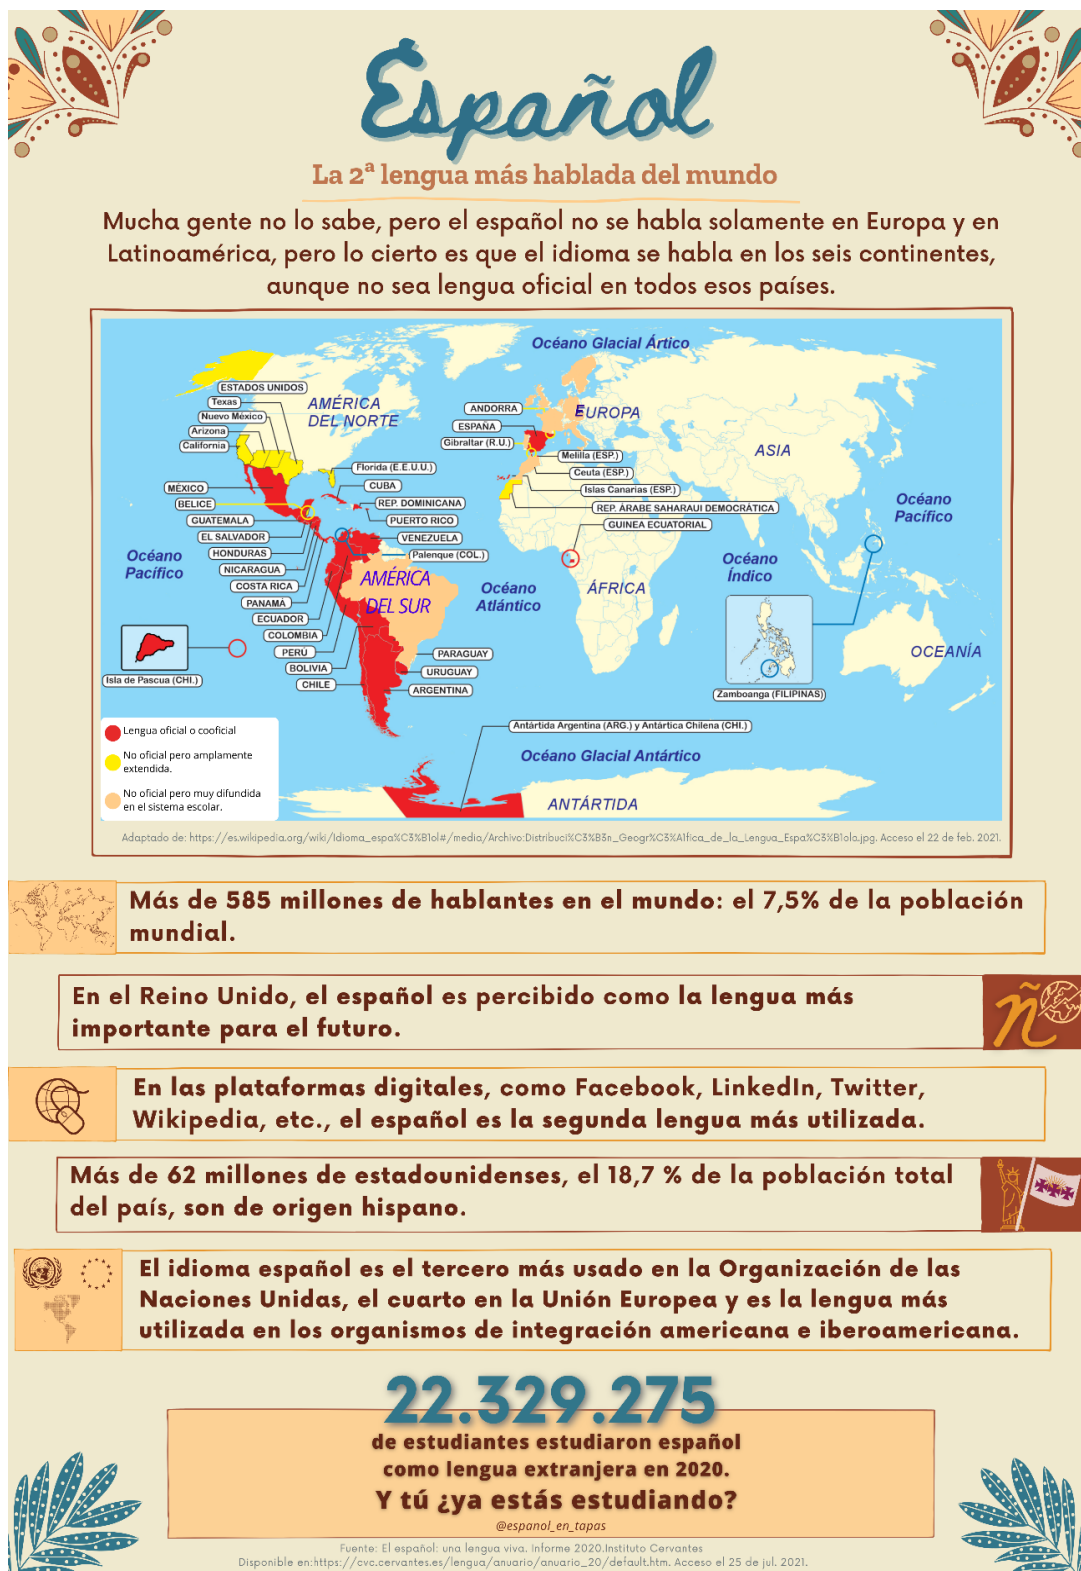 Español
La 2ª lengua más hablada del mundo
Mucha gente no lo sabe, pero el español no se habla solamente en Europa y en
Latinoamérica, pero lo cierto es que el idioma se habla en los seis continentes,
aunque no sea lengua oficial en todos esos países.
Océano Glacial Ártico
ESTADOS UNIDOS
Texas
Nuevo México
Arizona
California
AMÉRICA
DEL NORTE
ANDORRA
ESPAÑA
Gibraltar (R.U.)
EUROPA
ASIA
Melilla (ESP.)
Ceuta (ESP.)
Islas Canarias (ESP.)
REP. ÁRABE SAHARAUI DEMOCRÁTICA
GUINEA ECUATORIAL
Florida (E.E.U.U.)
CUBA
REP. DOMINICANA
PUERTO RICO
VENEZUELA
Palenque (COL.)
MÉXICO
BELICE
GUATEMALA
EL SALVADOR
HONDURAS
NICARAGUA
COSTA RICA
PANAMÁ
ECUADOR
COLOMBIA
PERÚ
BOLIVIA
CHILE
Océano
Pacífico
AMÉRICA
DEL SUR
Océano
Atlántico
ÁFRICA
Océano
Índico
Océano
Pacífico
OCEANÍA
PARAGUAY
URUGUAY
ARGENTINA
Isla de Pascua (CHI.)
Zamboanga (FILIPINAS)
Antártida Argentina (ARG.) y Antártica Chilena (CHI.)
Océano Glacial Antártico
ANTÁRTIDA
Lengua oficial o cooficial
No oficial pero amplamente
extendida.
No oficial pero muy difundida
en el sistema escolar.
Adaptado de: https://es.wikipedia.org/wiki/Idioma_espa%C3%B1ol#/media/Archivo:Distribuci%C3%B3n_Geogr%C3%A1fica_de_la_Lengua_Espa%C3%B1ola.jpg. Acceso el 22 de feb. 2021.
Más de 585 millones de hablantes en el mundo: el 7,5% de la población
mundial.
En el Reino Unido, el español es percibido como la lengua más
importante para el futuro.
ñ
En las plataformas digitales, como Facebook, LinkedIn, Twitter,
Wikipedia, etc., el español es la segunda lengua más utilizada.
Más de 62 millones de estadounidenses, el 18,7 % de la población total
del país, son de origen hispano.
El idioma español es el tercero más usado en la Organización de las
Naciones Unidas, el cuarto en la Unión Europea y es la lengua más
utilizada en los organismos de integración americana e iberoamericana.
22.329.275
de estudiantes estudiaron español
como lengua extranjera en 2020.
Y tú ¿ya estás estudiando?
@espanol_en_tapas
Fuente: El español: una lengua viva. Informe 2020.Instituto Cervantes
Disponible en:https://cvc.cervantes.es/lengua/anuario/anuario_20/default.htm. Acceso el 25 de jul. 2021.